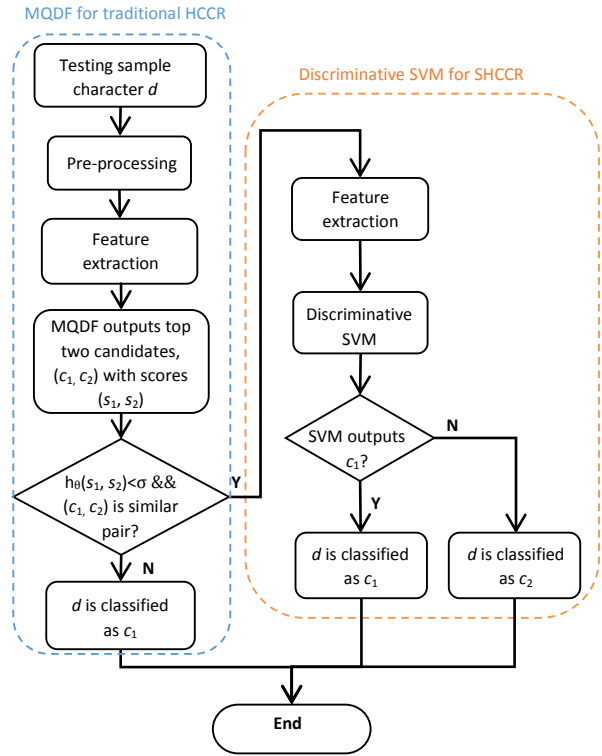 MQDF for traditional HCCR
Testing sample
character d
Pre-processing
Feature
extraction
MQDF outputs top
two candidates,
(c₁, c₂) with scores
(s₁, s₂)
hθ(s₁, s₂)<σ &&
(c₁, c₂) is similar
pair?
Y
N
d is classified
as c₁
Discriminative SVM for SHCCR
Feature
extraction
Discriminative
SVM
SVM outputs
c₁?
N
Y
d is classified
as c₁
d is classified
as c₂
End